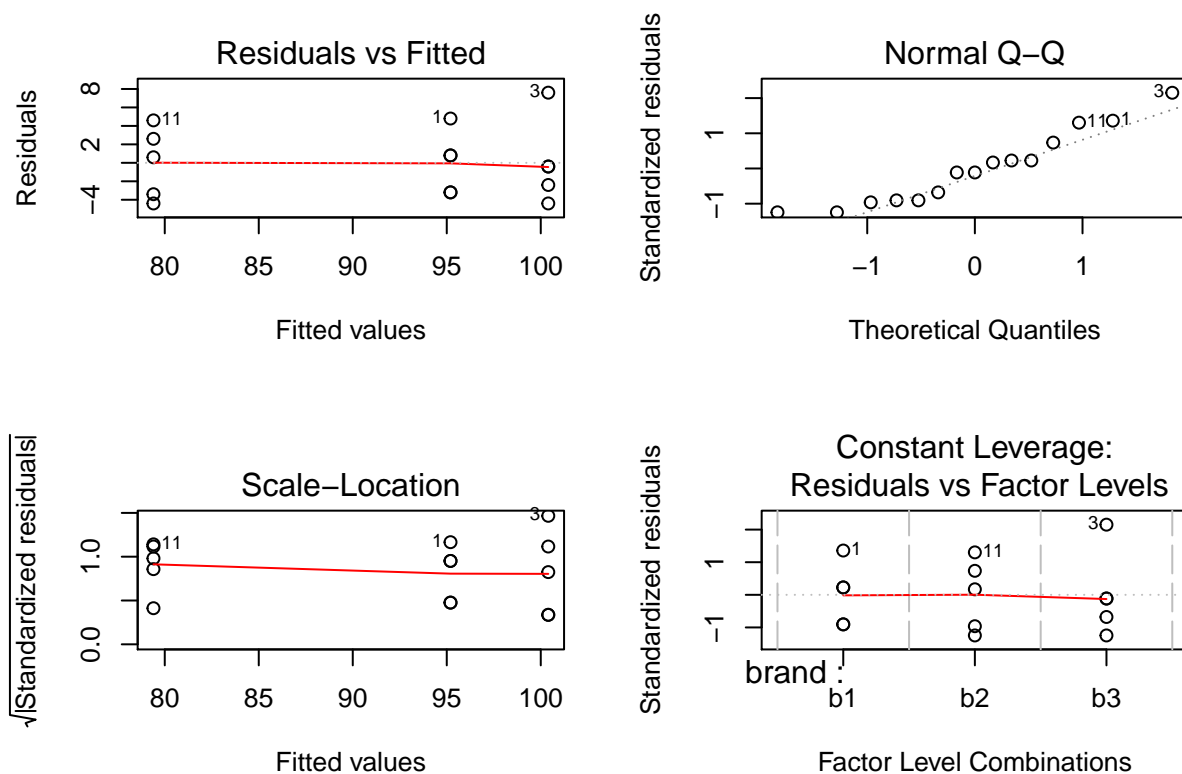 Residuals vs Fitted
Residuals
8
2
−4
11
1
3
80 85 90 95 100
Fitted values
Normal Q−Q
Standardized residuals
1
−1
3
11 1
−1 0 1
Theoretical Quantiles
Scale−Location
√|Standardized residuals|
1.0
0.0
11
1
3
80 85 90 95 100
Fitted values
Constant Leverage:
Residuals vs Factor Levels
Standardized residuals
1
−1
1
11
3
brand :
b1 b2 b3
Factor Level Combinations